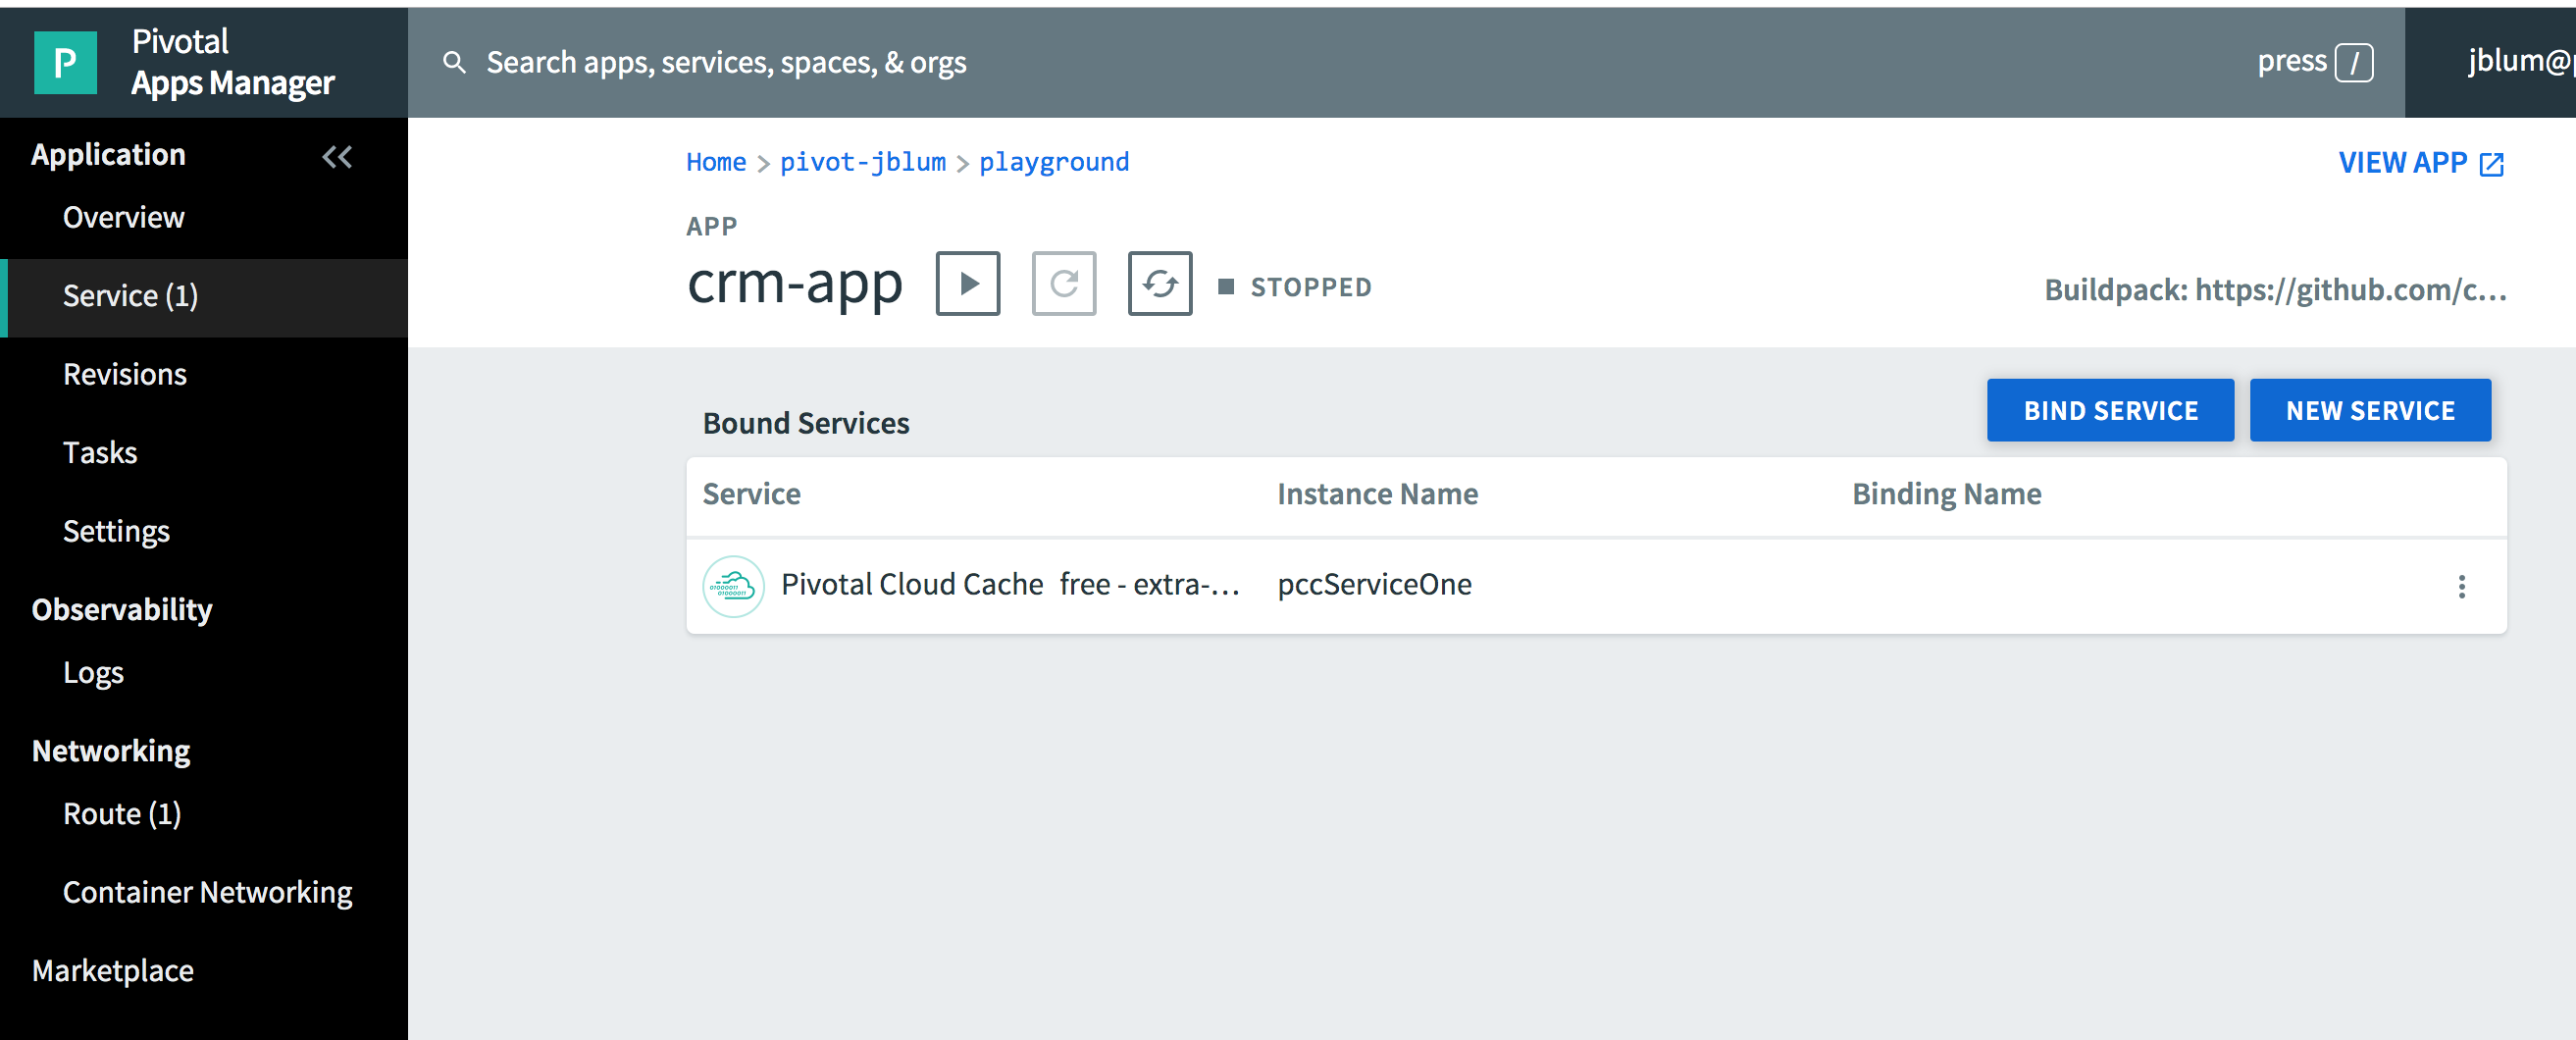 P
Pivotal
Apps Manager
Search apps, services, spaces, & orgs
press /
jblum@
Application
Overview
Service (1)
Revisions
Tasks
Settings
Observability
Logs
Networking
Route (1)
Container Networking
Marketplace
Home > pivot-jblum > playground
VIEW APP
APP
crm-app
STOPPED
Buildpack: https://github.com/c...
Bound Services
BIND SERVICE
NEW SERVICE
Service Instance Name Binding Name
Pivotal Cloud Cache free - extra-... pccServiceOne